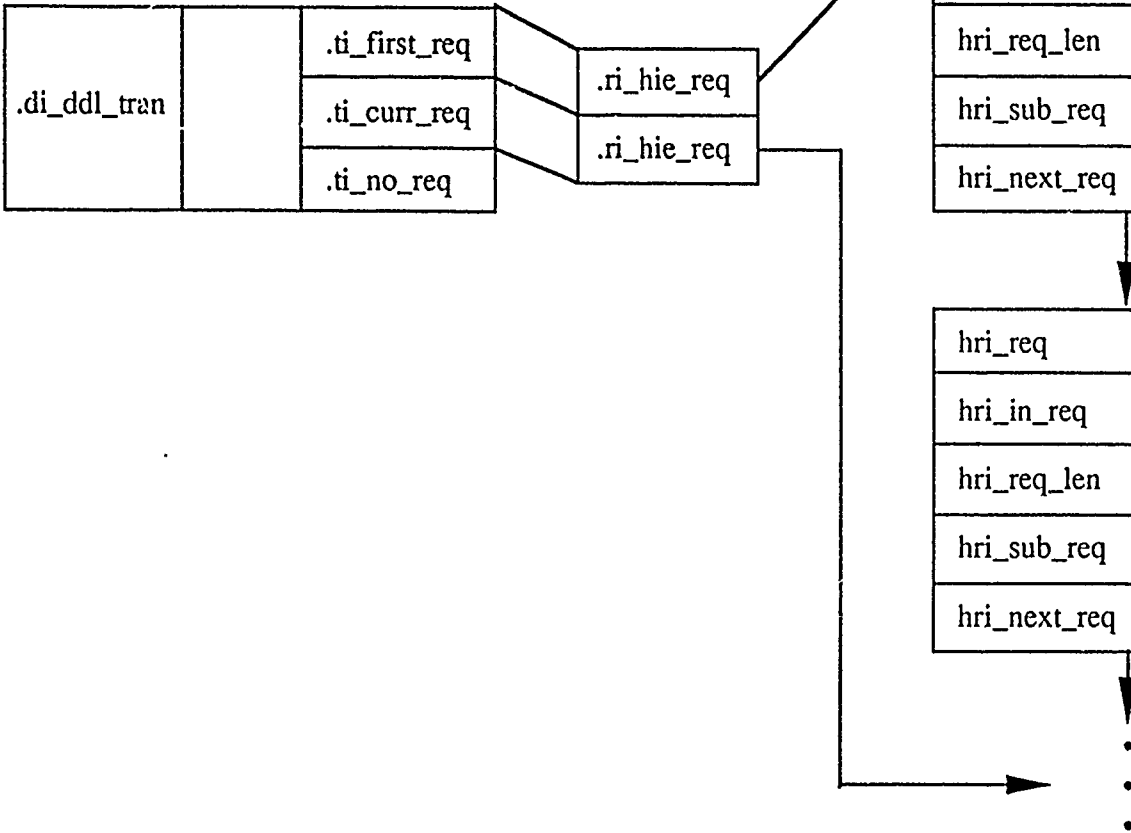 .di_ddl_tran
.ti_first_req
.ti_curr_req
.ti_no_req
.ri_hie_req
.ri_hie_req
hri_req_len
hri_sub_req
hri_next_req
hri_req
hri_in_req
hri_req_len
hri_sub_req
hri_next_req